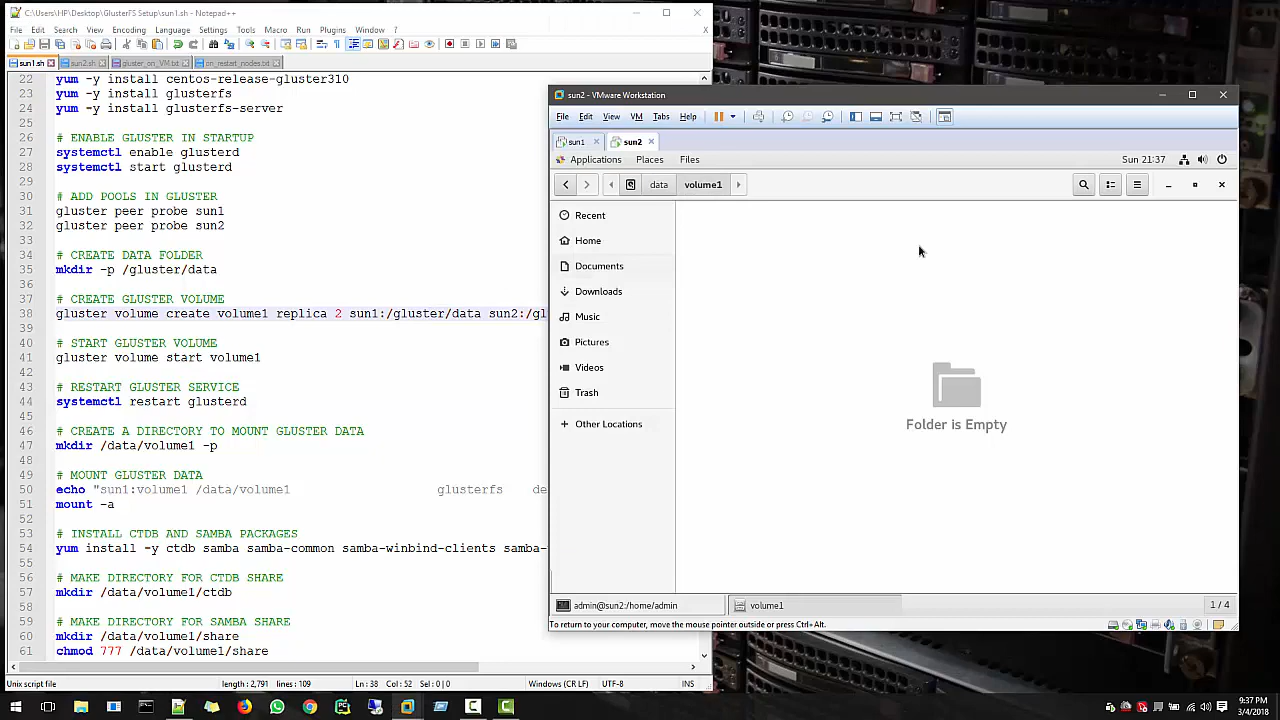 C:\Users\HP\Desktop\GlusterFS Setup\sun1.sh - Notepad++
File Edit Search View Encoding Language Settings Tools Macro Run Plugins Window ? X
sun1.sh sun2.sh gluster_on_VM.txt on_restart_nodes.txt
22 yum -y install centos-release-gluster310
23 yum -y install glusterfs
24 yum -y install glusterfs-server
25
26 # ENABLE GLUSTER IN STARTUP
27 systemctl enable glusterd
28 systemctl start glusterd
29
30 # ADD POOLS IN GLUSTER
31 gluster peer probe sun1
32 gluster peer probe sun2
33
34 # CREATE DATA FOLDER
35 mkdir -p /gluster/data
36
37 # CREATE GLUSTER VOLUME
38 gluster volume create volume1 replica 2 sun1:/gluster/data sun2:/gl
39
40 # START GLUSTER VOLUME
41 gluster volume start volume1
42
43 # RESTART GLUSTER SERVICE
44 systemctl restart glusterd
45
46 # CREATE A DIRECTORY TO MOUNT GLUSTER DATA
47 mkdir /data/volume1 -p
48
49 # MOUNT GLUSTER DATA
50 echo "sun1:volume1 /data/volume1 glusterfs de
51 mount -a
52
53 # INSTALL CTDB AND SAMBA PACKAGES
54 yum install -y ctdb samba samba-common samba-winbind-clients samba-
55
56 # MAKE DIRECTORY FOR CTDB SHARE
57 mkdir /data/volume1/ctdb
58
59 # MAKE DIRECTORY FOR SAMBA SHARE
60 mkdir /data/volume1/share
61 chmod 777 /data/volume1/share
Unix script file length : 2,791 lines : 109 Ln : 38 Col : 52 Sel : 0 | 0 Windows (CR LF) UTF-8 INS
sun2 - VMware Workstation
File Edit View VM Tabs Help
sun1 sun2
Applications Places Files Sun 21:37
data volume1
Recent
Home
Documents
Downloads
Music
Pictures
Videos
Trash
Other Locations
Folder is Empty
admin@sun2:/home/admin volume1 1 / 4
To return to your computer, move the mouse pointer outside or press Ctrl+Alt.
9:37 PM
3/4/2018